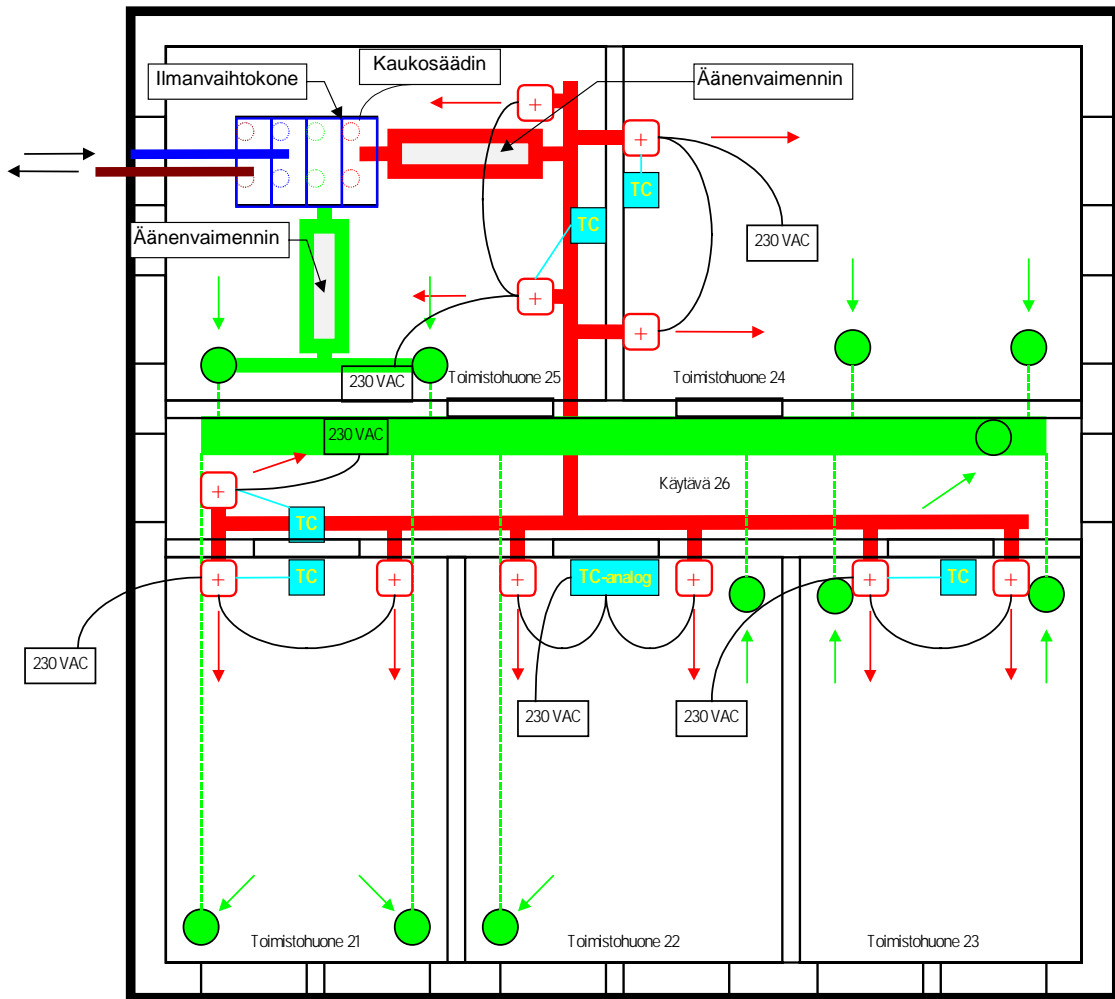 Ilmanvaihtokone
Kaukosäädin
Äänenvaimennin
+
+
TC
TC
230 VAC
Äänenvaimennin
+
+
230 VAC
Toimistohuone 25
Toimistohuone 24
230 VAC
+
Käytävä 26
TC
+
TC
+
+
TC-analog
+
+
TC
+
230 VAC
230 VAC
230 VAC
Toimistohuone 21
Toimistohuone 22
Toimistohuone 23